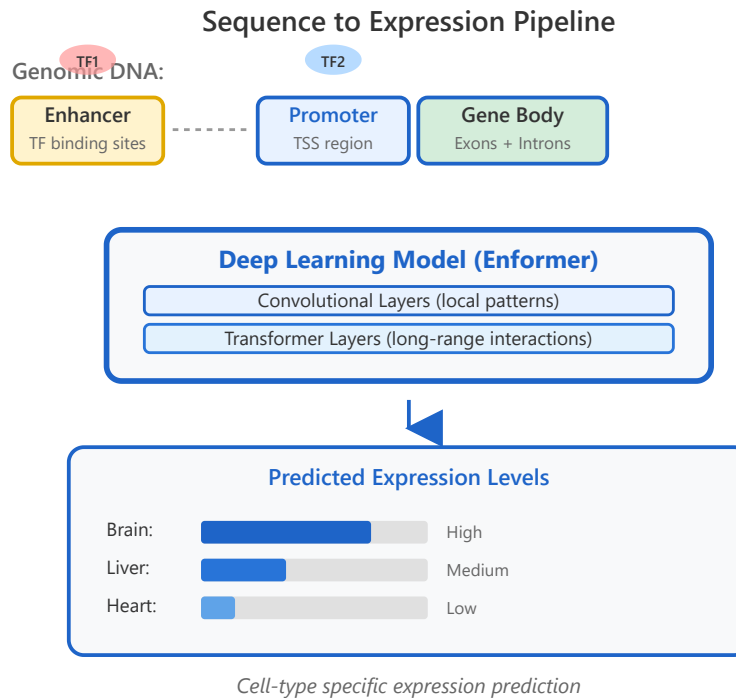 Sequence to Expression Pipeline
TF1
TF2
Genomic DNA:
Enhancer
TF binding sites
Promoter
TSS region
Gene Body
Exons + Introns
Deep Learning Model (Enformer)
Convolutional Layers (local patterns)
Transformer Layers (long-range interactions)
Predicted Expression Levels
Brain:
High
Liver:
Medium
Heart:
Low
Cell-type specific expression prediction